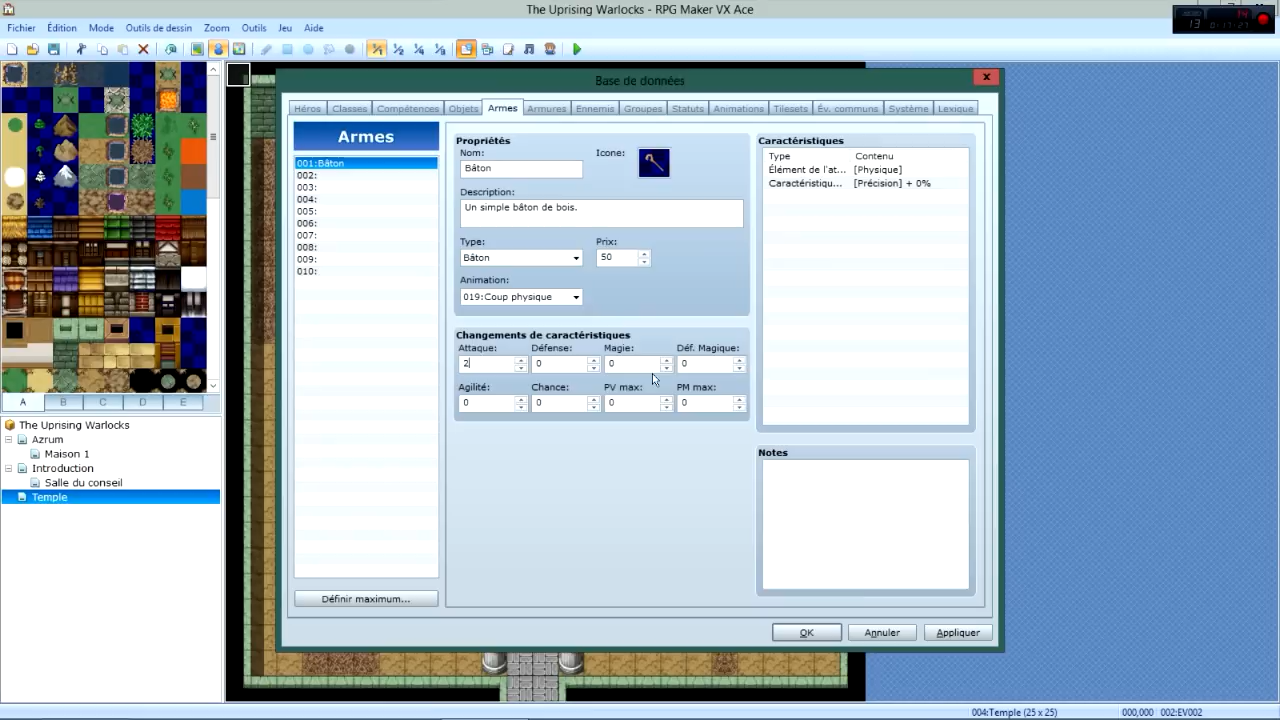 The Uprising Warlocks - RPG Maker VX Ace
Fichier Édition Mode Outils de dessin Zoom Outils Jeu Aide
Base de données
Héros Classes Compétences Objets Armes Armures Ennemis Groupes Statuts Animations Tilesets Év. communs Système Lexique
Armes
001:Bâton
002:
003:
004:
005:
006:
007:
008:
009:
010:
Définir maximum...
Propriétés
Nom:
Bâton
Icone:
Description:
Un simple bâton de bois.
Type:
Bâton
Prix:
50
Animation:
019:Coup physique
Changements de caractéristiques
Attaque: Défense: Magie: Déf. Magique:
2 0 0 0
Agilité: Chance: PV max: PM max:
0 0 0 0
Caractéristiques
Type Contenu
Élément de l'at... [Physique]
Caractéristiqu... [Précision] + 0%
Notes
OK Annuler Appliquer
A B C D E
The Uprising Warlocks
Azrum
Maison 1
Introduction
Salle du conseil
Temple
004:Temple (25 x 25) 000,000 002:EV002